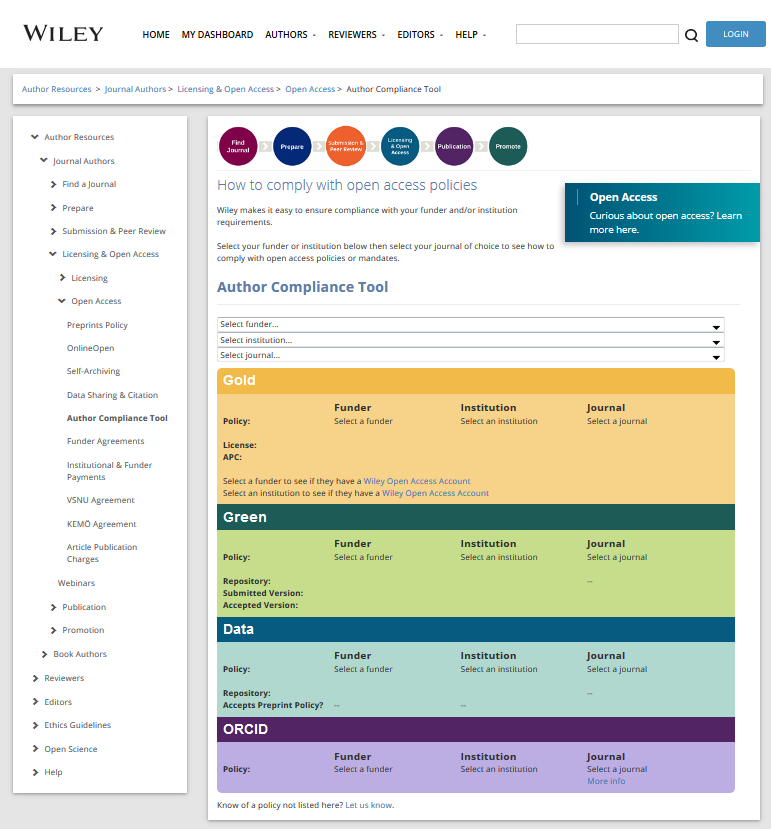 WILEY
HOME MY DASHBOARD AUTHORS REVIEWERS EDITORS HELP LOGIN
Author Resources > Journal Authors > Licensing & Open Access > Open Access > Author Compliance Tool
Author Resources
Journal Authors
Find a Journal
Prepare
Submission & Peer Review
Licensing & Open Access
Licensing
Open Access
Preprints Policy
OnlineOpen
Self-Archiving
Data Sharing & Citation
Author Compliance Tool
Funder Agreements
Institutional & Funder
Payments
VSNU Agreement
KEMÖ Agreement
Article Publication
Charges
Webinars
Publication
Promotion
Book Authors
Reviewers
Editors
Ethics Guidelines
Open Science
Help
Find
Journal
Prepare
Submission &
Peer Review
Licensing
& Open
Access
Publication
Promote
How to comply with open access policies
Wiley makes it easy to ensure compliance with your funder and/or institution
requirements.
Select your funder or institution below then select your journal of choice to see how to
comply with open access policies or mandates.
Open Access
Curious about open access? Learn
more here.
Author Compliance Tool
Select funder...
Select institution...
Select journal...
Gold
Funder Institution Journal
Policy: Select a funder Select an institution Select a journal
License:
APC:
Select a funder to see if they have a Wiley Open Access Account
Select an institution to see if they have a Wiley Open Access Account
Green
Funder Institution Journal
Policy: Select a funder Select an institution Select a journal
Repository: --
Submitted Version:
Accepted Version:
Data
Funder Institution Journal
Policy: Select a funder Select an institution Select a journal
Repository: --
Accepts Preprint Policy? -- --
ORCID
Funder Institution Journal
Policy: Select a funder Select an institution Select a journal
More info
Know of a policy not listed here? Let us know.